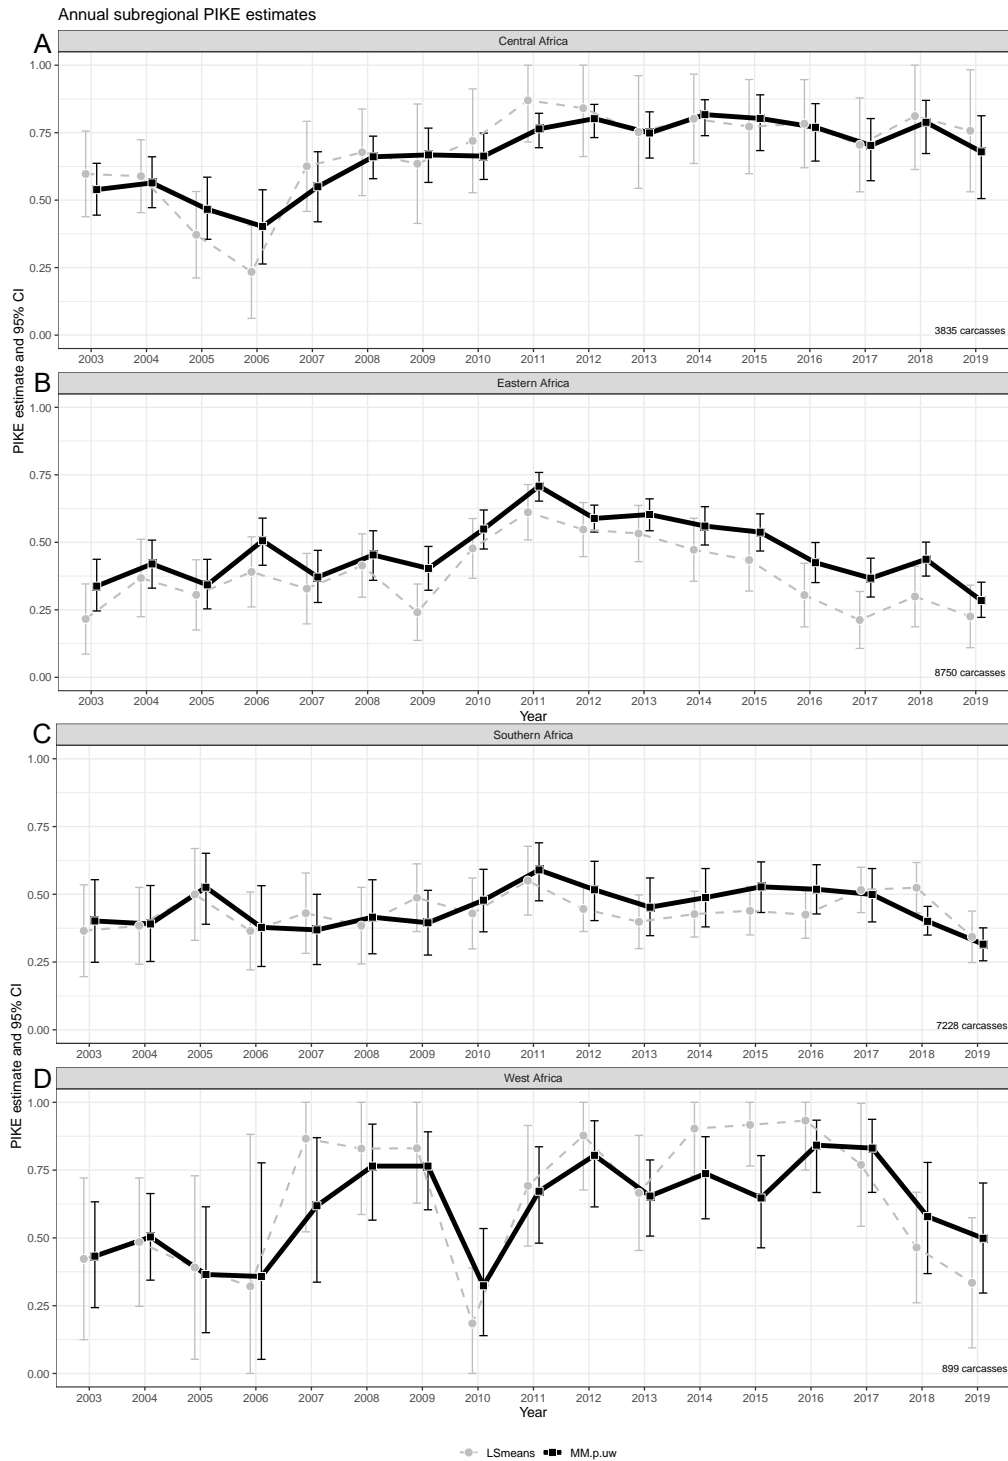 Annual subregional PIKE estimates
A
Central Africa
1.00
0.75
0.50
0.25
0.00
3835 carcasses
2003 2004 2005 2006 2007 2008 2009 2010 2011 2012 2013 2014 2015 2016 2017 2018 2019
PIKE estimate and 95% CI
B
Eastern Africa
1.00
0.75
0.50
0.25
0.00
8750 carcasses
2003 2004 2005 2006 2007 2008 2009 2010 2011 2012 2013 2014 2015 2016 2017 2018 2019
Year
C
Southern Africa
1.00
0.75
0.50
0.25
0.00
7228 carcasses
2003 2004 2005 2006 2007 2008 2009 2010 2011 2012 2013 2014 2015 2016 2017 2018 2019
PIKE estimate and 95% CI
D
West Africa
1.00
0.75
0.50
0.25
0.00
899 carcasses
2003 2004 2005 2006 2007 2008 2009 2010 2011 2012 2013 2014 2015 2016 2017 2018 2019
Year
LSmeans MM.p.uw